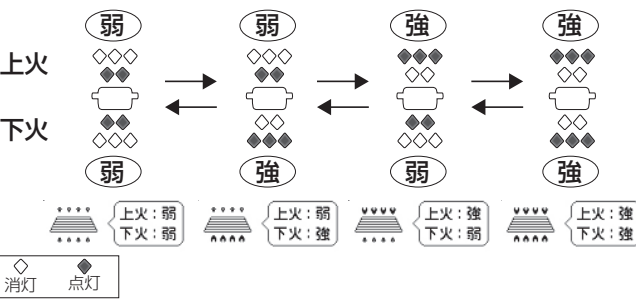 弱 弱 強 強
上火
下火
弱 強 弱 強
上火：弱 上火：弱 上火：強 上火：強
下火：弱 下火：強 下火：弱 下火：強
消灯 点灯